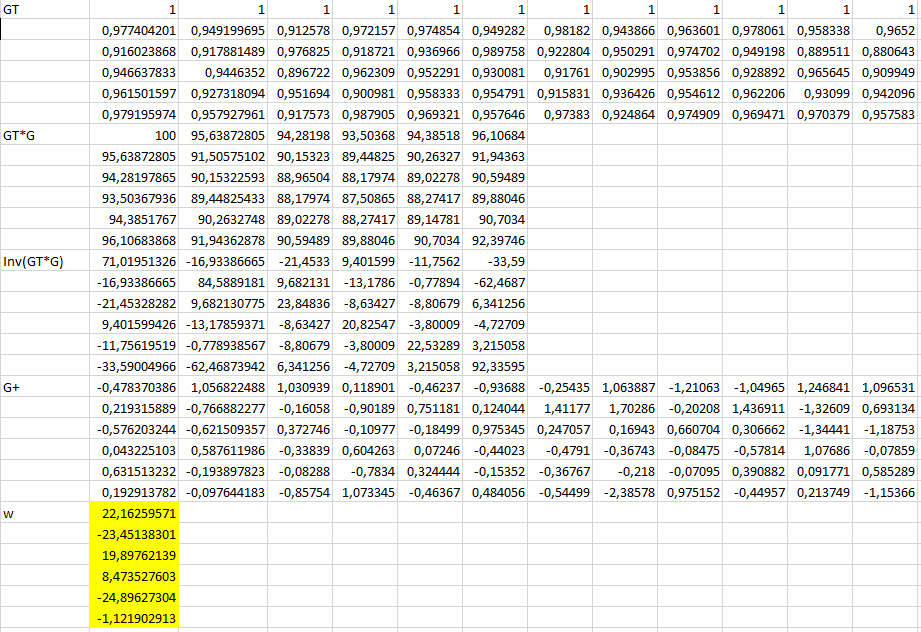 GT 1 1 1 1 1 1 1 1 1 1 1 1
0,977404201 0,949199695 0,912578 0,972157 0,974854 0,949282 0,98182 0,943866 0,963601 0,978061 0,958338 0,9652
0,916023868 0,917881489 0,976825 0,918721 0,936966 0,989758 0,922804 0,950291 0,974702 0,949198 0,889511 0,880643
0,946637833 0,9446352 0,896722 0,962309 0,952291 0,930081 0,91761 0,902995 0,953856 0,928892 0,965645 0,909949
0,961501597 0,927318094 0,951694 0,900981 0,958333 0,954791 0,915831 0,936426 0,954612 0,962206 0,93099 0,942096
0,979195974 0,957927961 0,917573 0,987905 0,969321 0,957646 0,97383 0,924864 0,974909 0,969471 0,970379 0,957583
GT*G 100 95,63872805 94,28198 93,50368 94,38518 96,10684
95,63872805 91,50575102 90,15323 89,44825 90,26327 91,94363
94,28197865 90,15322593 88,96504 88,17974 89,02278 90,59489
93,50367936 89,44825433 88,17974 87,50865 88,27417 89,88046
94,3851767 90,2632748 89,02278 88,27417 89,14781 90,7034
96,10683868 91,94362878 90,59489 89,88046 90,7034 92,39746
Inv(GT*G) 71,01951326 -16,93386665 -21,4533 9,401599 -11,7562 -33,59
-16,93386665 84,5889181 9,682131 -13,1786 -0,77894 -62,4687
-21,45328282 9,682130775 23,84836 -8,63427 -8,80679 6,341256
9,401599426 -13,17859371 -8,63427 20,82547 -3,80009 -4,72709
-11,75619519 -0,778938567 -8,80679 -3,80009 22,53289 3,215058
-33,59004966 -62,46873942 6,341256 -4,72709 3,215058 92,33595
G+ -0,478370386 1,056822488 1,030939 0,118901 -0,46237 -0,93688 -0,25435 1,063887 -1,21063 -1,04965 1,246841 1,096531
0,219315889 -0,766882277 -0,16058 -0,90189 0,751181 0,124044 1,41177 1,70286 -0,20208 1,436911 -1,32609 0,693134
-0,576203244 -0,621509357 0,372746 -0,10977 -0,18499 0,975345 0,247057 0,16943 0,660704 0,306662 -1,34441 -1,18753
0,043225103 0,587611986 -0,33839 0,604263 0,07246 -0,44023 -0,4791 -0,36743 -0,08475 -0,57814 1,07686 -0,07859
0,631513232 -0,193897823 -0,08288 -0,7834 0,324444 -0,15352 -0,36767 -0,218 -0,07095 0,390882 0,091771 0,585289
0,192913782 -0,097644183 -0,85754 1,073345 -0,46367 0,484056 -0,54499 -2,38578 0,975152 -0,44957 0,213749 -1,15366
w 22,16259571
-23,45138301
19,89762139
8,473527603
-24,89627304
-1,121902913